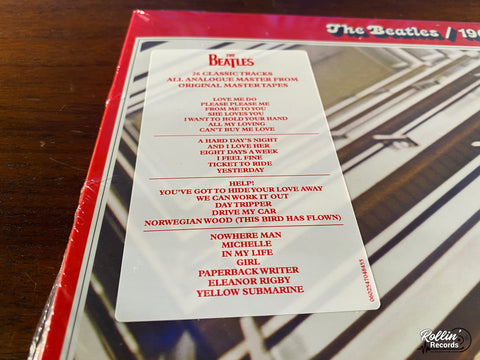 The Beatles / 19
THE
BEATLES
26 CLASSIC TRACKS
ALL ANALOGUE MASTER FROM
ORIGINAL MASTER TAPES
LOVE ME DO
PLEASE PLEASE ME
FROM ME TO YOU
SHE LOVES YOU
I WANT TO HOLD YOUR HAND
ALL MY LOVING
CAN'T BUY ME LOVE
A HARD DAY'S NIGHT
AND I LOVE HER
EIGHT DAYS A WEEK
I FEEL FINE
TICKET TO RIDE
YESTERDAY
HELP!
YOU'VE GOT TO HIDE YOUR LOVE AWAY
WE CAN WORK IT OUT
DAY TRIPPER
DRIVE MY CAR
NORWEGIAN WOOD (THIS BIRD HAS FLOWN)
NOWHERE MAN
MICHELLE
IN MY LIFE
GIRL
PAPERBACK WRITER
ELEANOR RIGBY
YELLOW SUBMARINE
Rollin'
Records